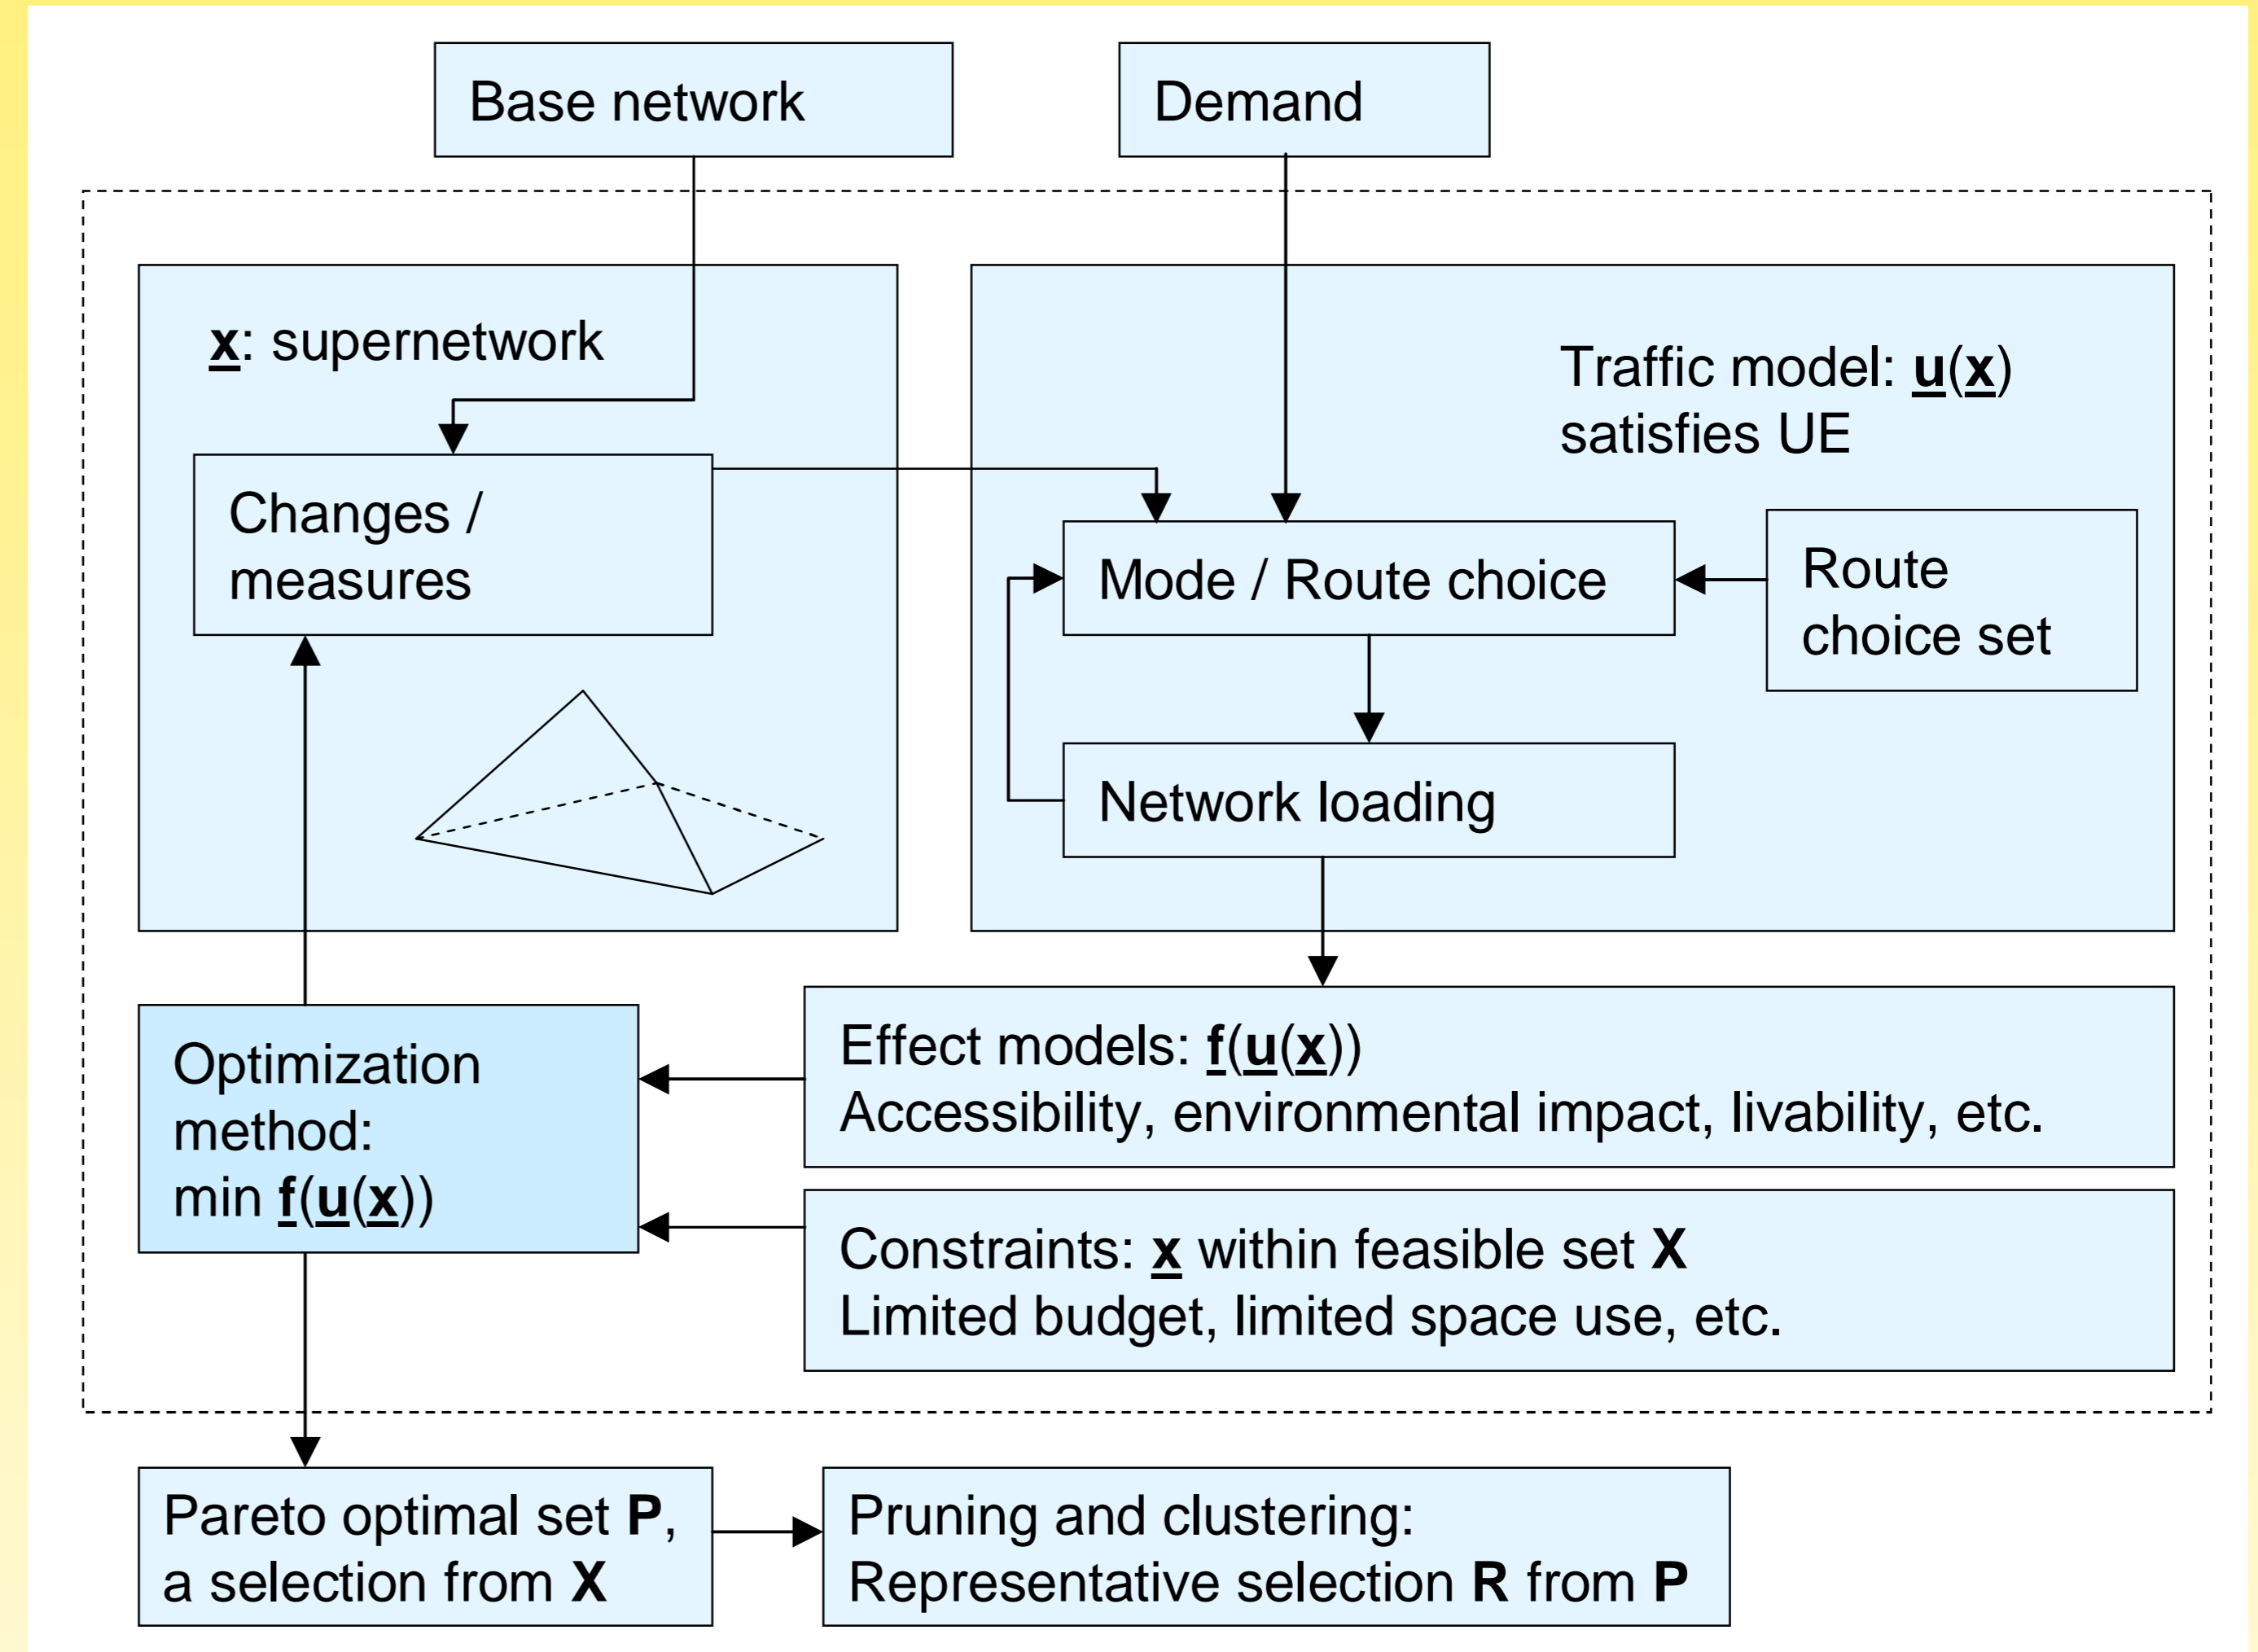 Base network
Demand
x: supernetwork
Changes /
measures
Traffic model: u(x)
satisfies UE
Mode / Route choice
Route
choice set
Network loading
Optimization
method:
min f(u(x))
Effect models: f(u(x))
Accessibility, environmental impact, livability, etc.
Constraints: x within feasible set X
Limited budget, limited space use, etc.
Pareto optimal set P,
a selection from X
Pruning and clustering:
Representative selection R from P